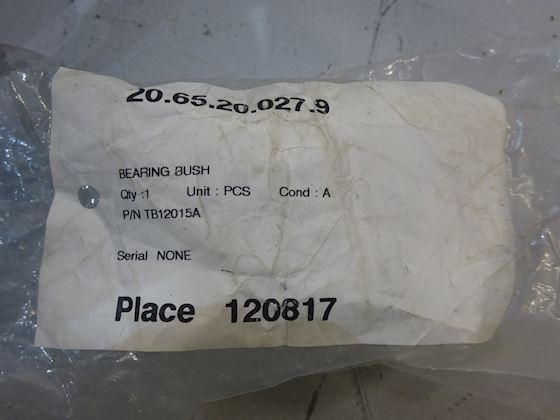 20.65.20.027.9
BEARING BUSH
Qty :1 Unit : PCS Cond : A
P/N TB12015A
Serial NONE
Place 120817